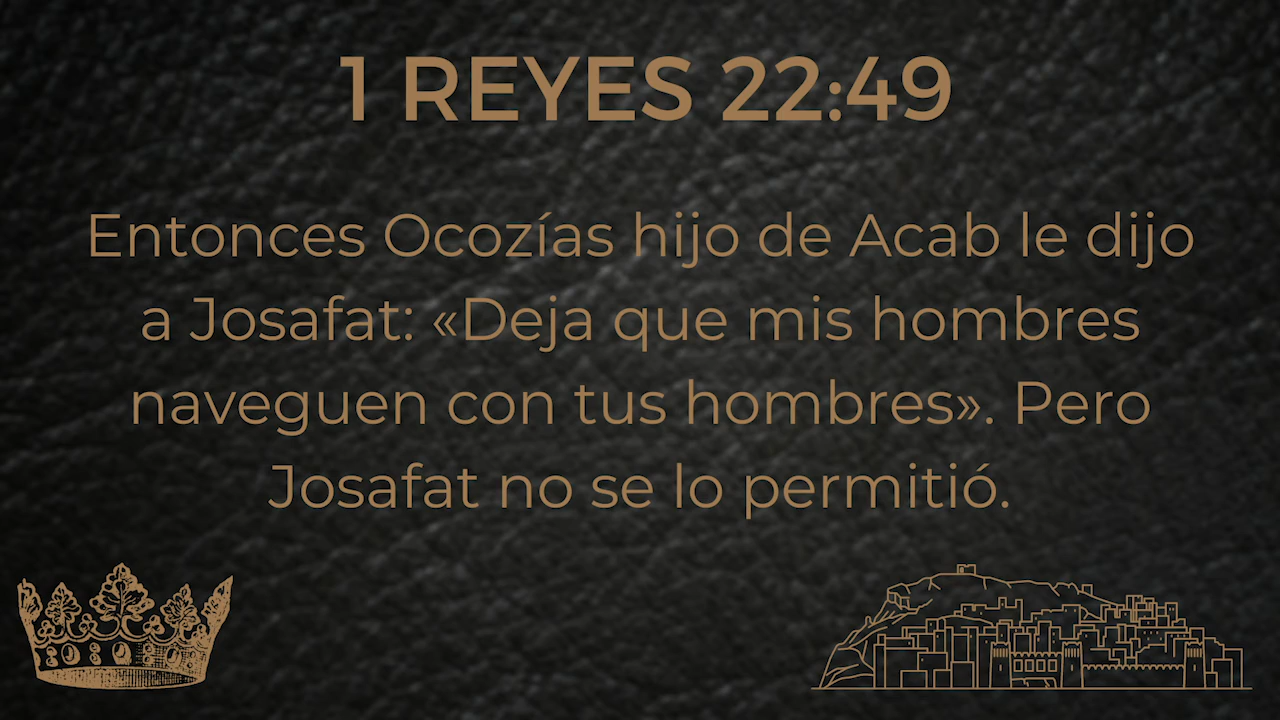 1 REYES 22:49
Entonces Ocozías hijo de Acab le dijo
a Josafat: «Deja que mis hombres
naveguen con tus hombres». Pero
Josafat no se lo permitió.